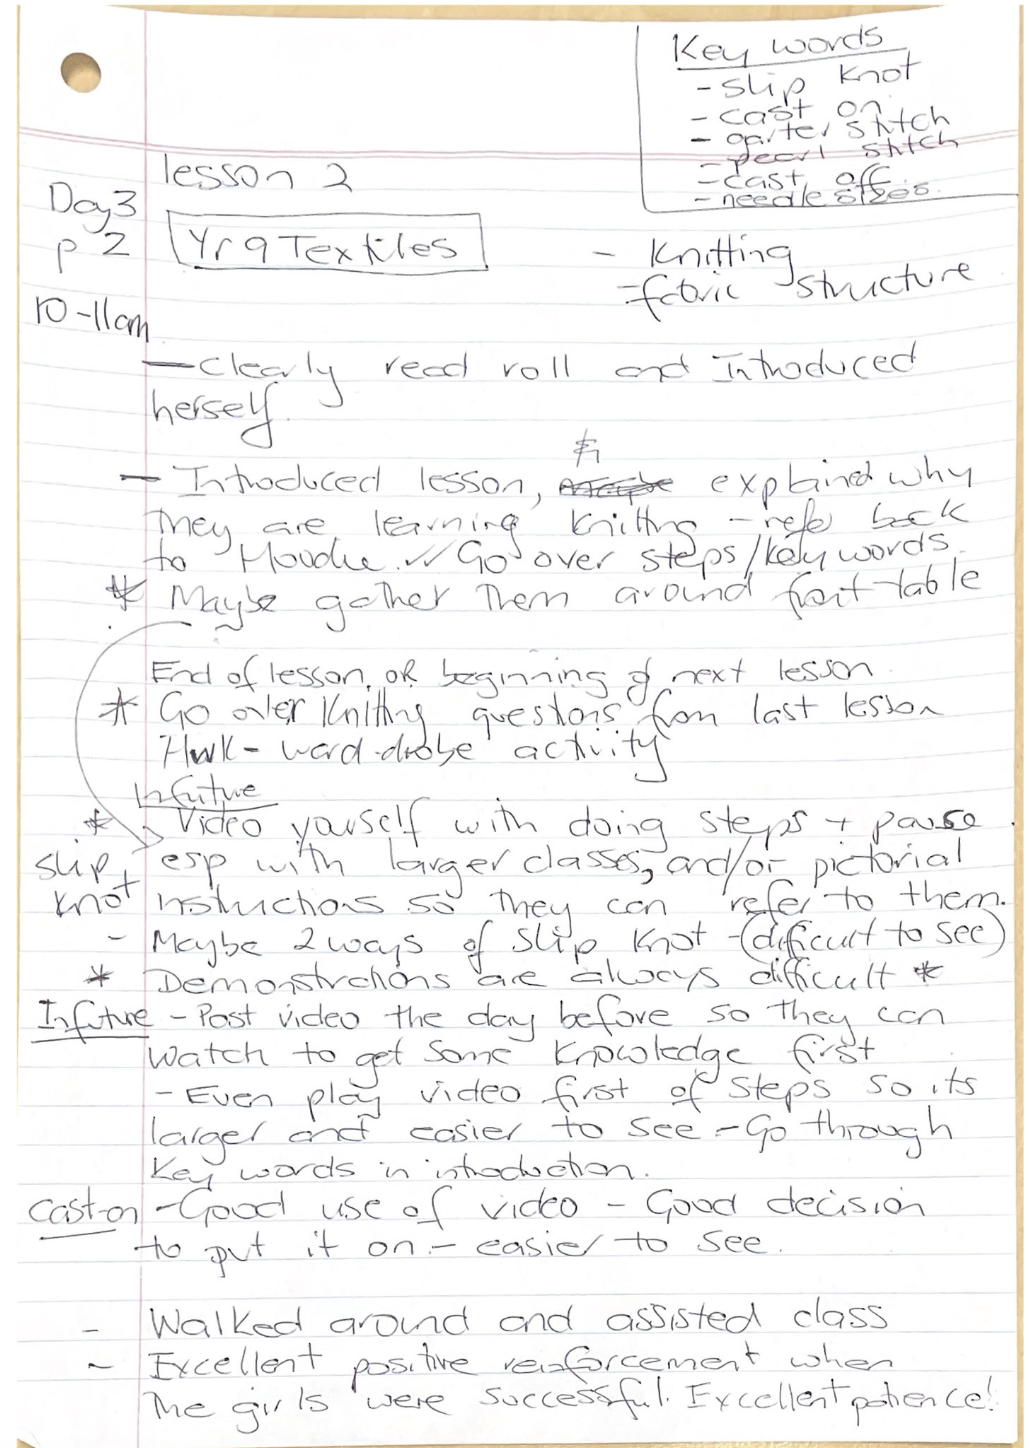 Key words
- slip knot
- cast on
- garter stitch
- pearl stitch
- cast off
- needle sizes.
lesson 2
Day 3
p 2
Yr 9 Textiles
- Knitting
- fabric structure
10-11am
- Clearly read roll and Introduced
herself.
- Introduced lesson, explained why
they are learning knitting - refer back
to Hoodie. ✓✓ Go over steps/key words.
* Maybe gather them around front table
End of lesson, or beginning of next lesson
* Go over Knitting questions from last lesson
Hwk - ward-drobe activity
In future
* Video yourself with doing steps + pause
slip knot
esp with larger classes, and/or pictorial
instructions so they can refer to them.
- Maybe 2 ways of slip knot - (difficult to see)
* Demonstrations are always difficult *
In future - Post video the day before so they can
watch to get some knowledge first
- Even play video first of steps so its
larger and easier to see - Go through
Key words in introduction.
cast-on - Good use of video - Good decision
to put it on - easier to see.
- Walked around and assisted class
- Excellent positive reinforcement when
the girls were successful. Excellent patience!